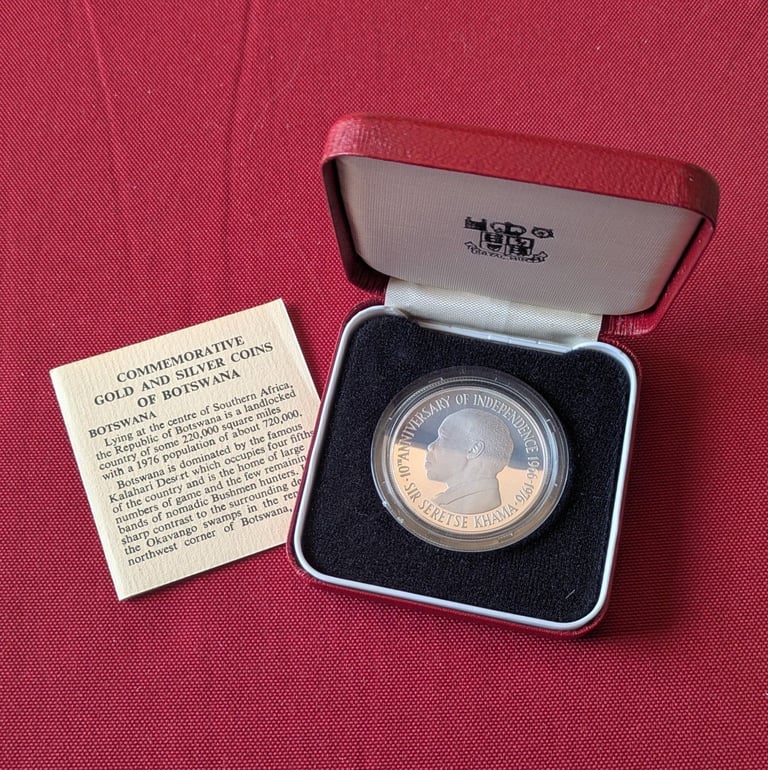 COMMEMORATIVE
GOLD AND SILVER COINS
OF BOTSWANA
BOTSWANA
Lying at the centre of Southern Africa,
the Republic of Botswana is a landlocked
country of some 220,000 square miles
with a 1976 population of about 720,000.
Botswana is dominated by the famous
Kalahari Desert which occupies four fifths
of the country and is the home of large
numbers of game and the few remaining
bands of nomadic Bushmen hunters.
sharp contrast to the surrounding
the Okavango swamps in the
northwest corner of Botswana,
ROYAL MINT
·10TH ANNIVERSARY OF INDEPENDENCE 1966-1976·
SIR SERETSE KHAMA